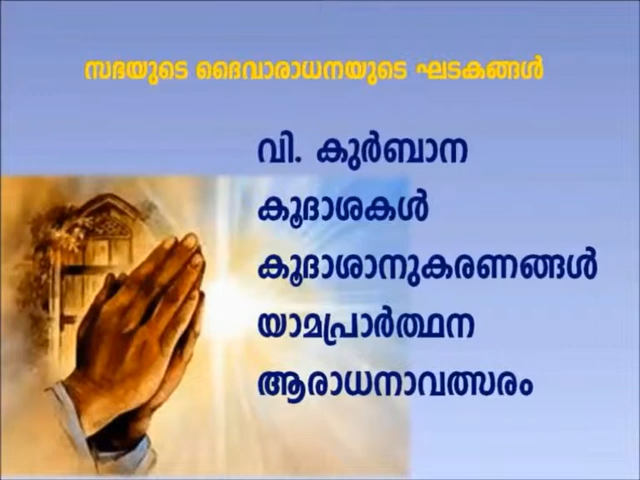 സഭയുടെ ദൈവാരാധനയുടെ ഘടകങ്ങൾ
വി. കുർബാന
കൂദാശകൾ
കൂദാശാനുകരണങ്ങൾ
യാമപ്രാർത്ഥന
ആരാധനാവത്സരം